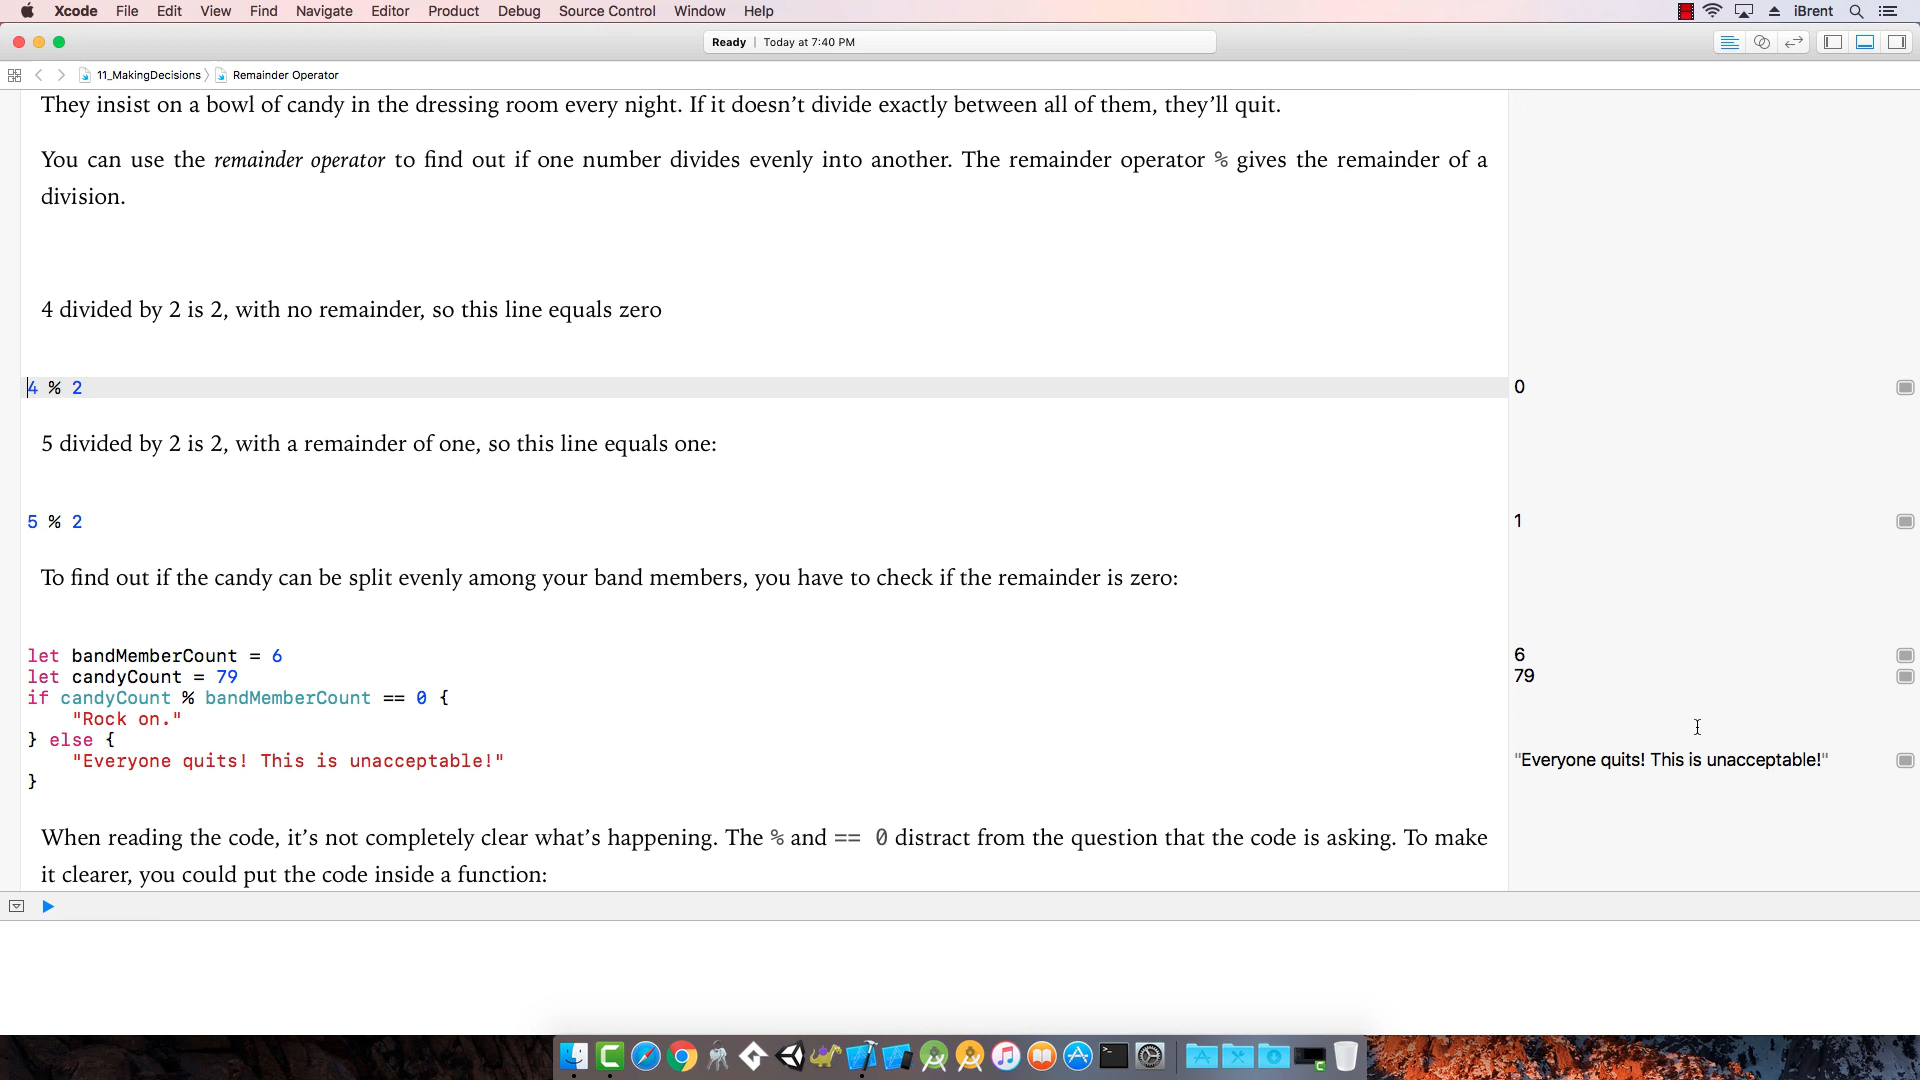 Xcode File Edit View Find Navigate Editor Product Debug Source Control Window Help iBrent
Ready Today at 7:40 PM
11_MakingDecisions Remainder Operator
They insist on a bowl of candy in the dressing room every night. If it doesn’t divide exactly between all of them, they’ll quit.
You can use the remainder operator to find out if one number divides evenly into another. The remainder operator % gives the remainder of a
division.
4 divided by 2 is 2, with no remainder, so this line equals zero
4 % 2 0
5 divided by 2 is 2, with a remainder of one, so this line equals one:
5 % 2 1
To find out if the candy can be split evenly among your band members, you have to check if the remainder is zero:
let bandMemberCount = 6 6
let candyCount = 79 79
if candyCount % bandMemberCount == 0 {
"Rock on."
} else {
"Everyone quits! This is unacceptable!" "Everyone quits! This is unacceptable!"
}
When reading the code, it’s not completely clear what’s happening. The % and == 0 distract from the question that the code is asking. To make
it clearer, you could put the code inside a function: